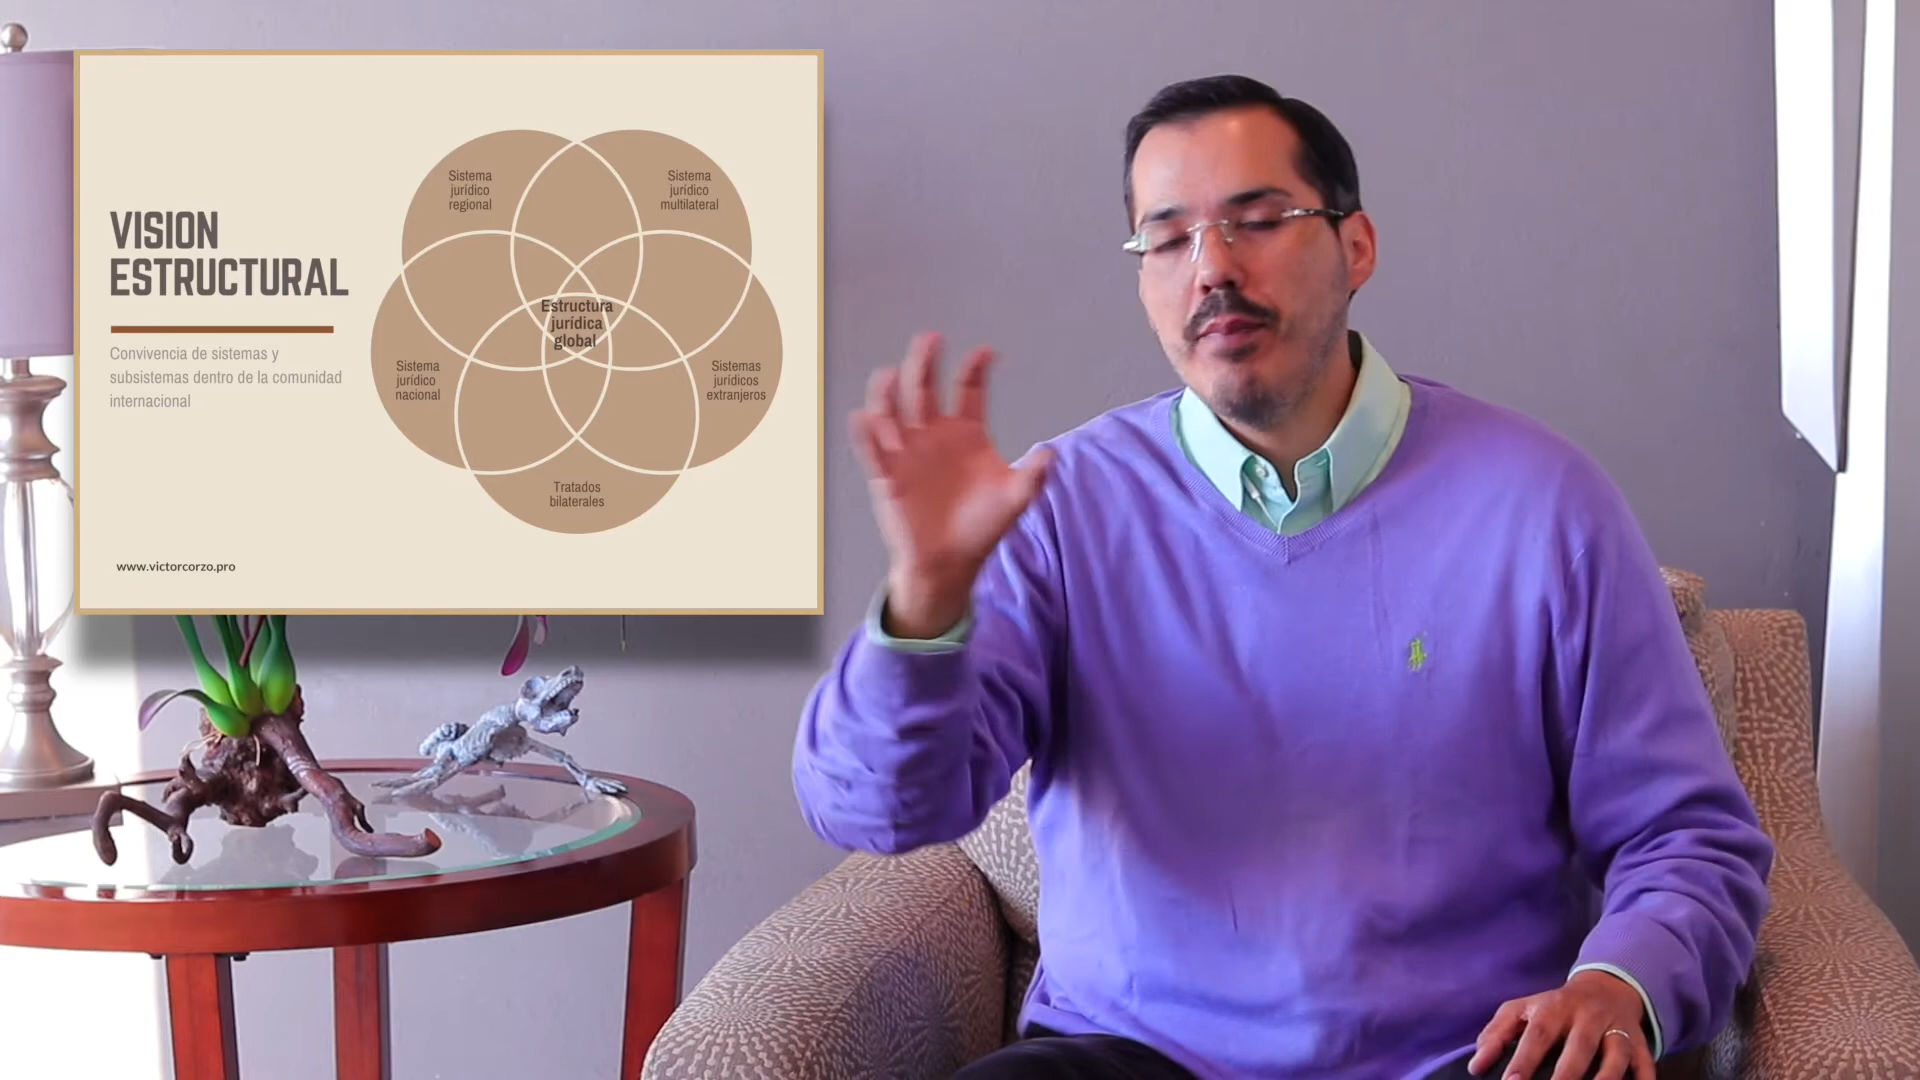 VISION
ESTRUCTURAL
Convivencia de sistemas y
subsistemas dentro de la comunidad
internacional
www.victorcorzo.pro
Sistema
jurídico
regional
Sistema
jurídico
multilateral
Estructura
jurídica
global
Sistema
jurídico
nacional
Sistemas
jurídicos
extranjeros
Tratados
bilaterales